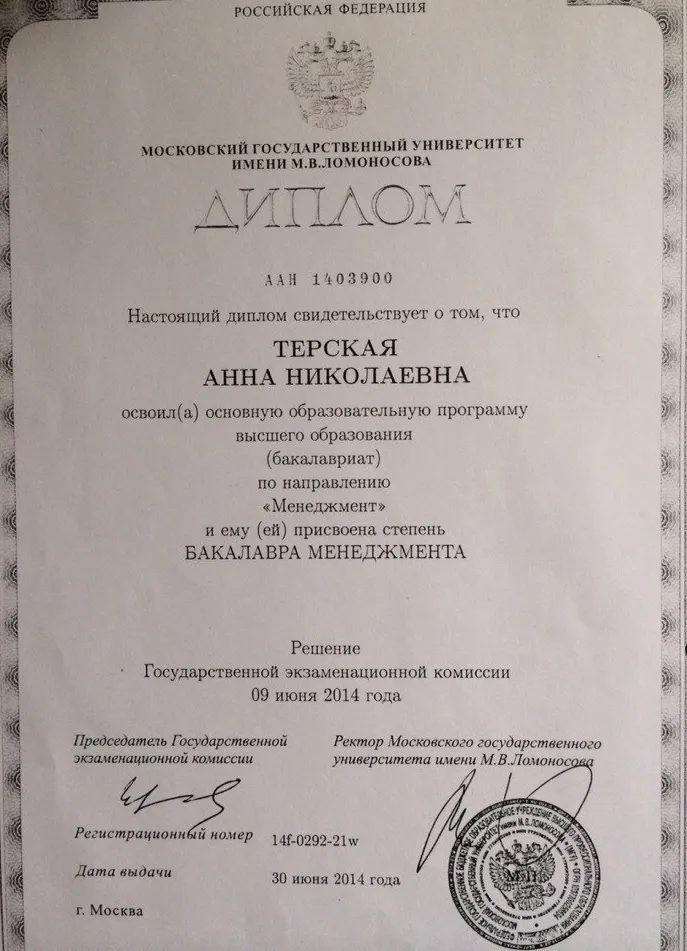 РОССИЙСКАЯ ФЕДЕРАЦИЯ
МОСКОВСКИЙ ГОСУДАРСТВЕННЫЙ УНИВЕРСИТЕТ
ИМЕНИ М.В.ЛОМОНОСОВА
ДИПЛОМ
ААН 1403900
Настоящий диплом свидетельствует о том, что
ТЕРСКАЯ
АННА НИКОЛАЕВНА
освоил(а) основную образовательную программу
высшего образования
(бакалавриат)
по направлению
«Менеджмент»
и ему (ей) присвоена степень
БАКАЛАВРА МЕНЕДЖМЕНТА
Решение
Государственной экзаменационной комиссии
09 июня 2014 года
Председатель Государственной
экзаменационной комиссии
Ректор Московского государственного
университета имени М.В.Ломоносова
Регистрационный номер 14f-0292-21w
Дата выдачи 30 июня 2014 года
г. Москва